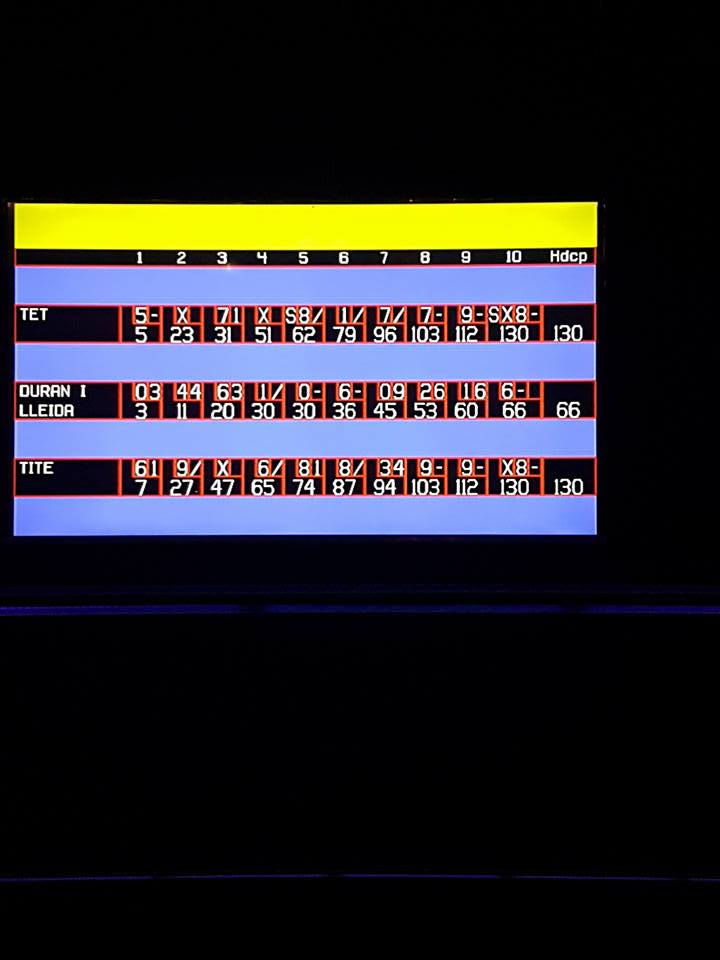 1 2 3 4 5 6 7 8 9 10 Hdcp
TET 5- X 71 X S8/ 1/ 7/ 7- 9- SX8-
5 23 31 51 62 79 96 103 112 130 130
DURAN I 03 44 63 1/ 0- 6- 09 26 16 6-
LLEIDA 3 11 20 30 30 36 45 53 60 66 66
TITE 61 9/ X 6/ 81 8/ 34 9- 9- X8-
7 27 47 65 74 87 94 103 112 130 130